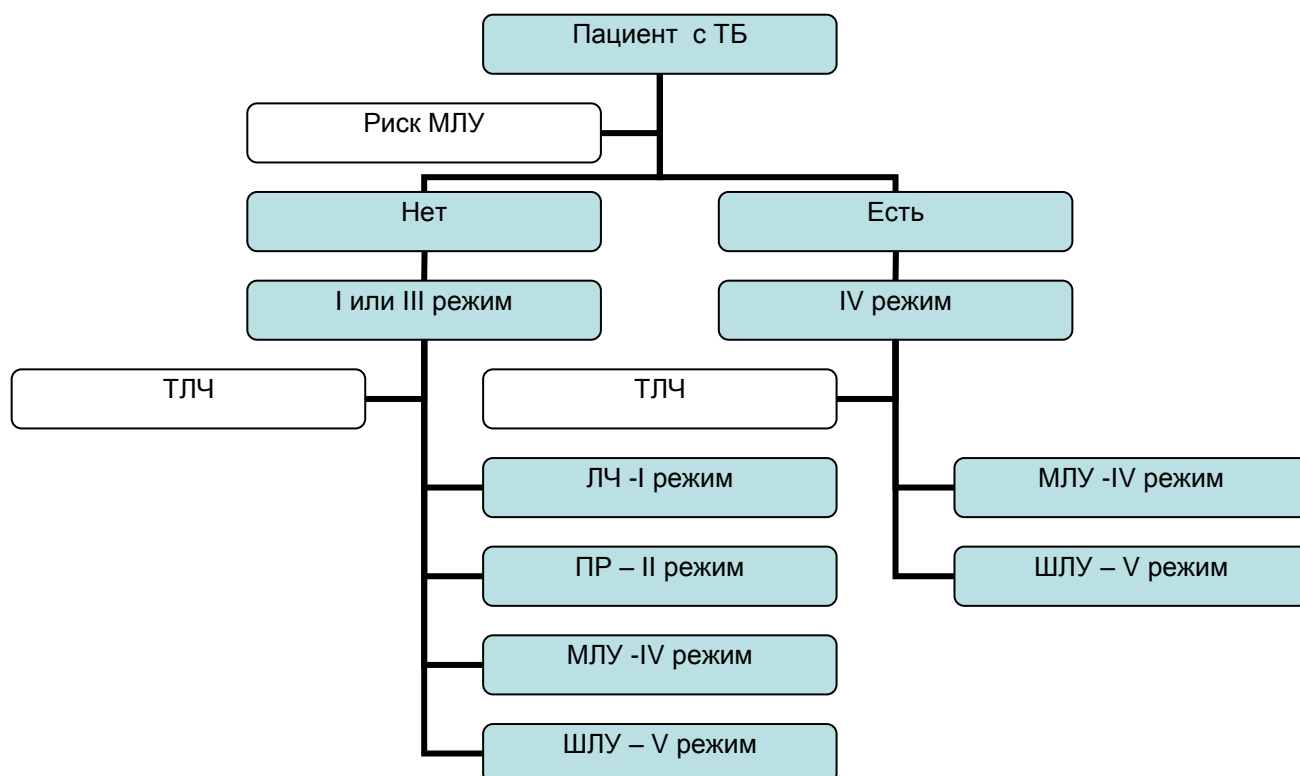 Пациент с ТБ
Риск МЛУ
Нет
Есть
I или III режим
IV режим
ТЛЧ
ТЛЧ
ЛЧ -I режим
МЛУ -IV режим
ПР – II режим
ШЛУ – V режим
МЛУ -IV режим
ШЛУ – V режим